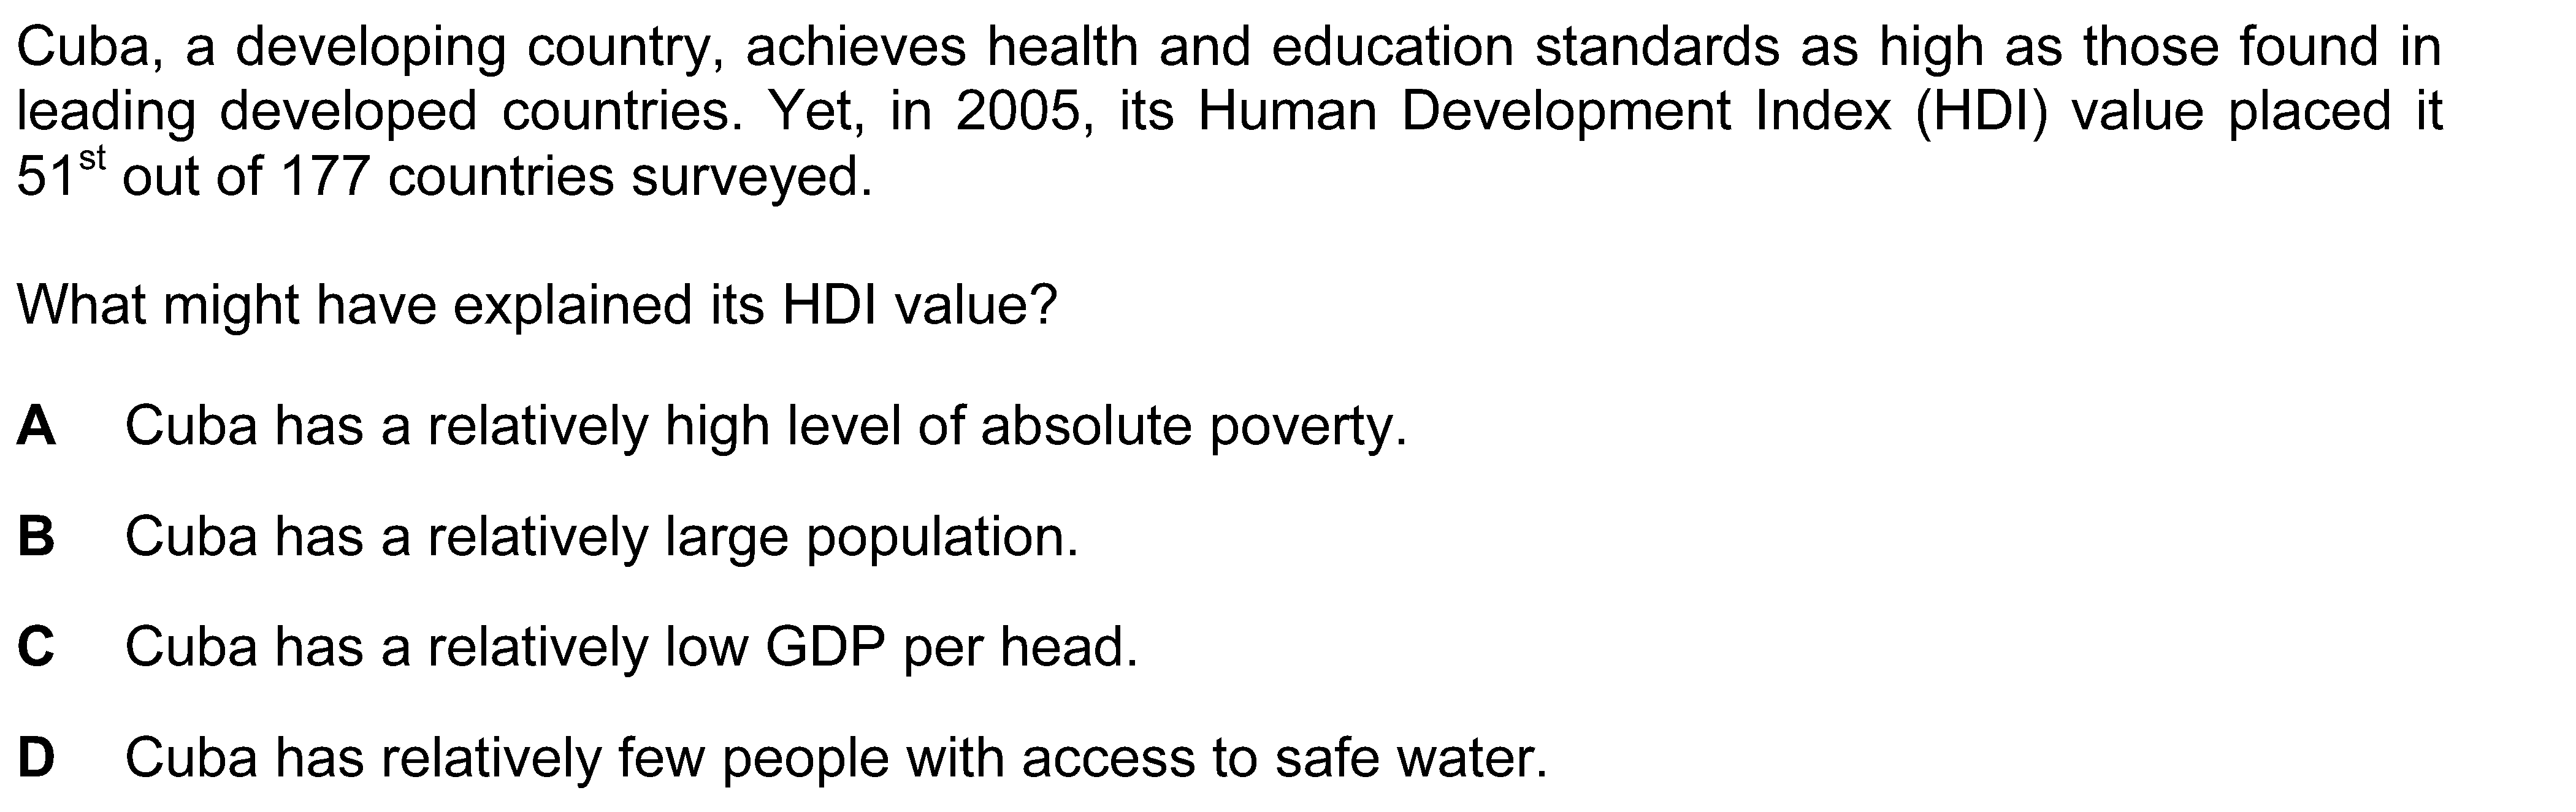 Cuba, a developing country, achieves health and education standards as high as those found in
leading developed countries. Yet, in 2005, its Human Development Index (HDI) value placed it
51st out of 177 countries surveyed.
What might have explained its HDI value?
A Cuba has a relatively high level of absolute poverty.
B Cuba has a relatively large population.
C Cuba has a relatively low GDP per head.
D Cuba has relatively few people with access to safe water.